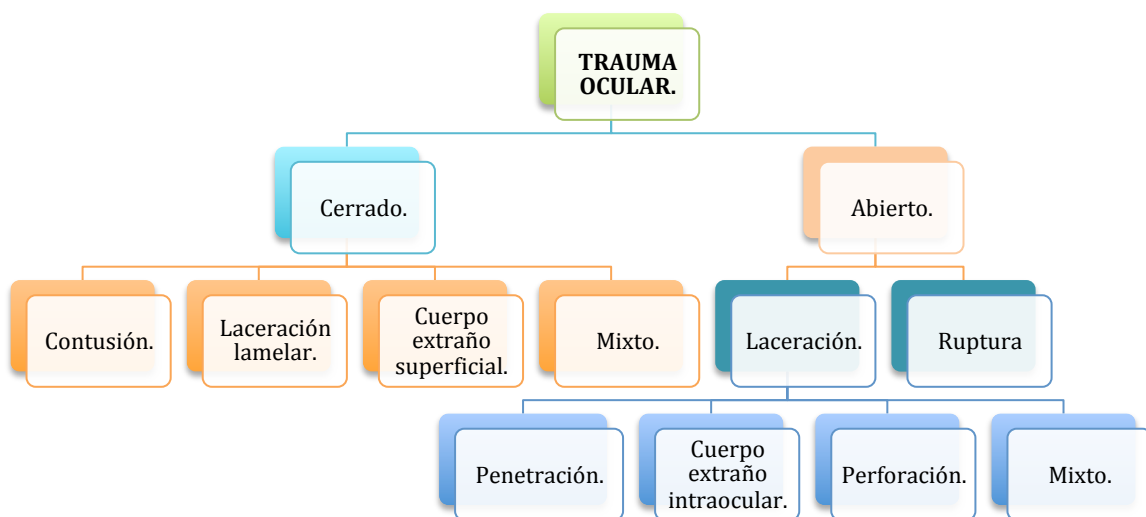 TRAUMA
OCULAR.
Cerrado.
Abierto.
Contusión.
Laceración
lamelar.
Cuerpo
extraño
superficial.
Mixto.
Laceración.
Ruptura
Penetración.
Cuerpo
extraño
intraocular.
Perforación.
Mixto.